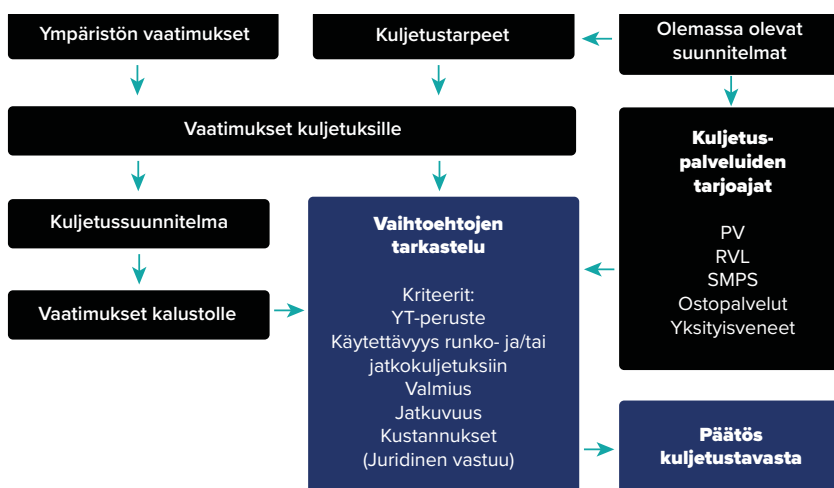 Ympäristön vaatimukset
Kuljetustarpeet
Olemassa olevat
suunnitelmat
Vaatimukset kuljetuksille
Kuljetus-
palveluiden
tarjoajat
PV
RVL
SMPS
Ostopalvelut
Yksityisveneet
Kuljetussuunnitelma
Vaatimukset kalustolle
Vaihtoehtojen
tarkastelu
Kriteerit:
YT-peruste
Käytettävyys runko- ja/tai
jatkokuljetuksiin
Valmius
Jatkuvuus
Kustannukset
(Juridinen vastuu)
Päätös
kuljetustavasta